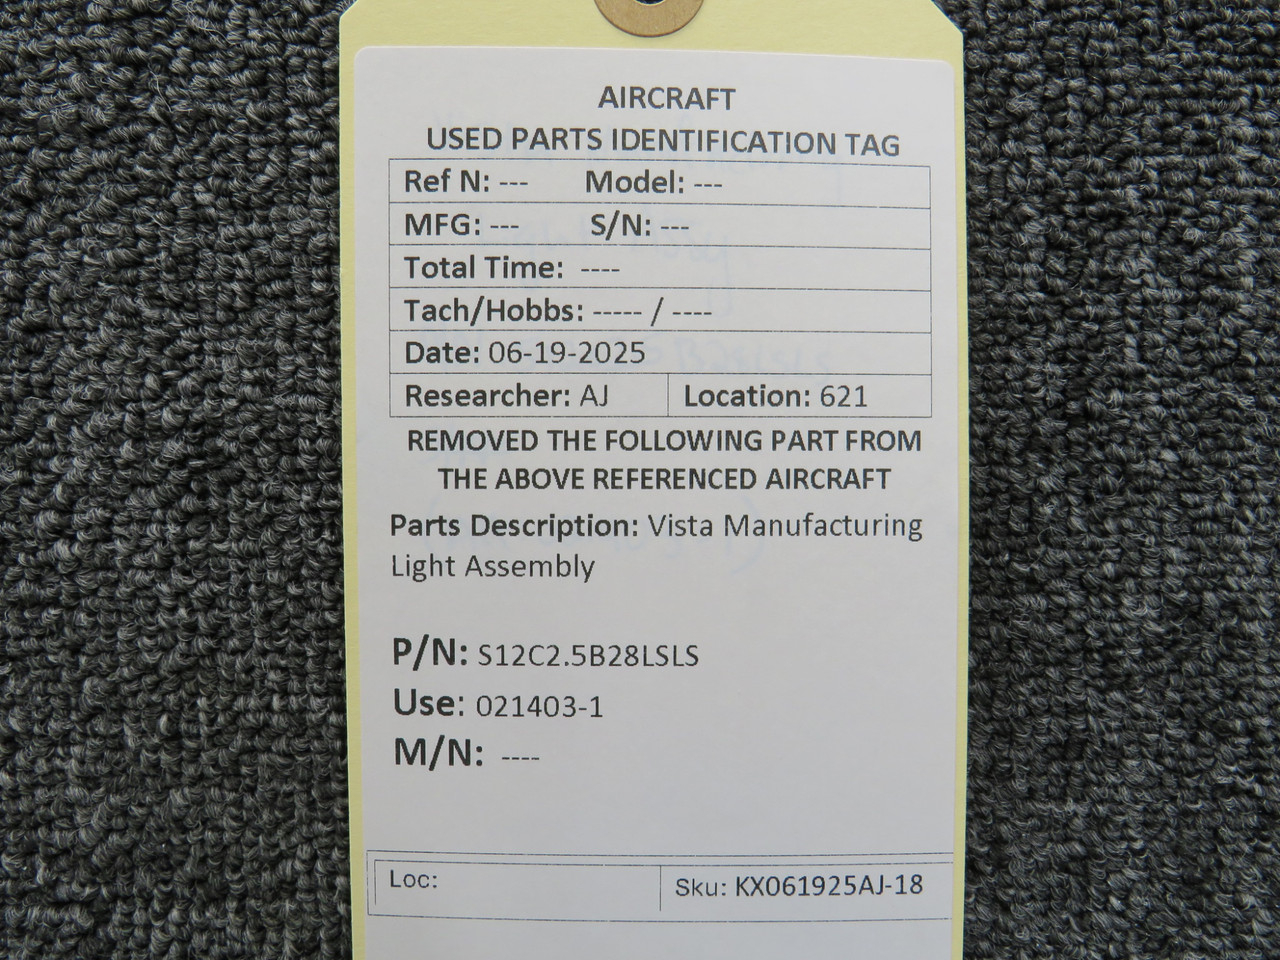 AIRCRAFT
USED PARTS IDENTIFICATION TAG
Ref N: --- Model: ---
MFG: --- S/N: ---
Total Time: ----
Tach/Hobbs: ----- / ----
Date: 06-19-2025
Researcher: AJ Location: 621
REMOVED THE FOLLOWING PART FROM
THE ABOVE REFERENCED AIRCRAFT
Parts Description: Vista Manufacturing
Light Assembly
P/N: S12C2.5B28LSLS
Use: 021403-1
M/N: ----
Loc: Sku: KX061925AJ-18